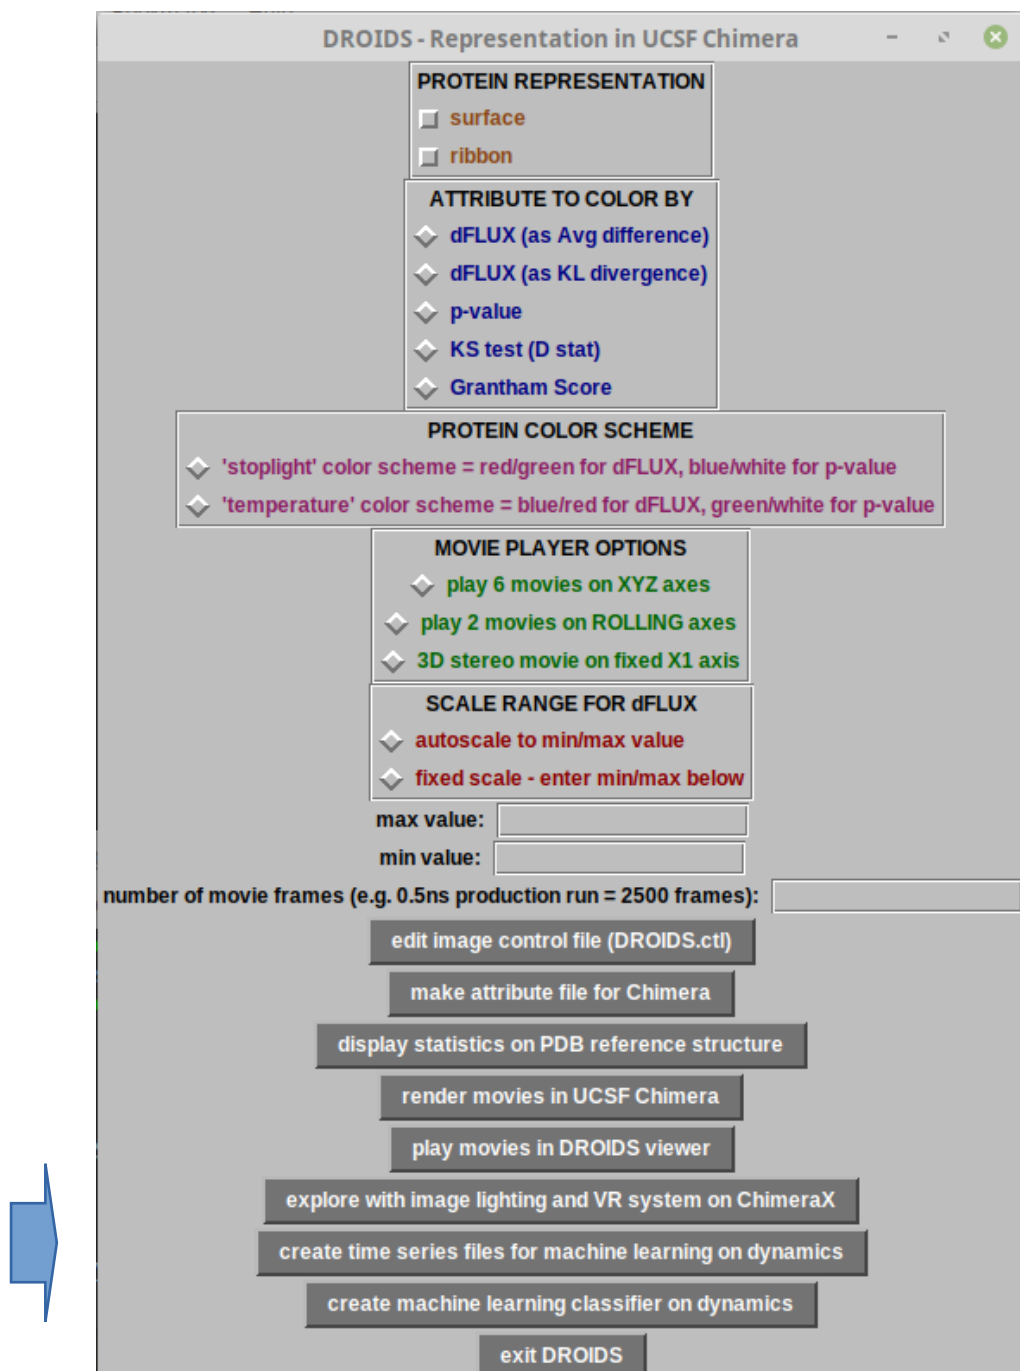 DROIDS - Representation in UCSF Chimera
PROTEIN REPRESENTATION
surface
ribbon
ATTRIBUTE TO COLOR BY
dFLUX (as Avg difference)
dFLUX (as KL divergence)
p-value
KS test (D stat)
Grantham Score
PROTEIN COLOR SCHEME
'stoplight' color scheme = red/green for dFLUX, blue/white for p-value
'temperature' color scheme = blue/red for dFLUX, green/white for p-value
MOVIE PLAYER OPTIONS
play 6 movies on XYZ axes
play 2 movies on ROLLING axes
3D stereo movie on fixed X1 axis
SCALE RANGE FOR dFLUX
autoscale to min/max value
fixed scale - enter min/max below
max value:
min value:
number of movie frames (e.g. 0.5ns production run = 2500 frames):
edit image control file (DROIDS.ctl)
make attribute file for Chimera
display statistics on PDB reference structure
render movies in UCSF Chimera
play movies in DROIDS viewer
explore with image lighting and VR system on ChimeraX
create time series files for machine learning on dynamics
create machine learning classifier on dynamics
exit DROIDS